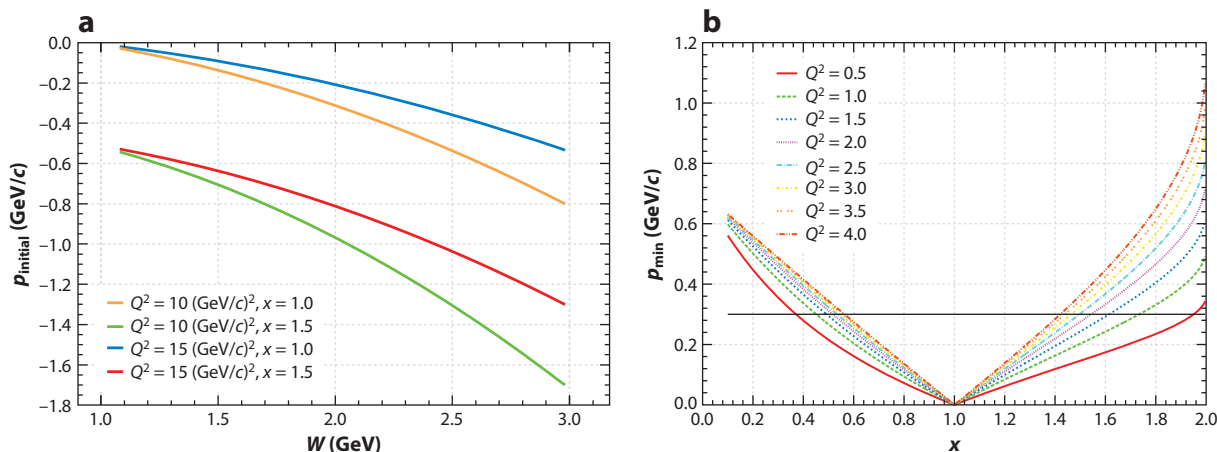 a
0.0
−0.2
−0.4
−0.6
−0.8
−1.0
−1.2
−1.4
−1.6
−1.8
p_initial (GeV/c)
1.0 1.5 2.0 2.5 3.0
W (GeV)
Q² = 10 (GeV/c)², x = 1.0
Q² = 10 (GeV/c)², x = 1.5
Q² = 15 (GeV/c)², x = 1.0
Q² = 15 (GeV/c)², x = 1.5
b
1.2
1.0
0.8
0.6
0.4
0.2
0.0
p_min (GeV/c)
0.0 0.2 0.4 0.6 0.8 1.0 1.2 1.4 1.6 1.8 2.0
x
Q² = 0.5
Q² = 1.0
Q² = 1.5
Q² = 2.0
Q² = 2.5
Q² = 3.0
Q² = 3.5
Q² = 4.0